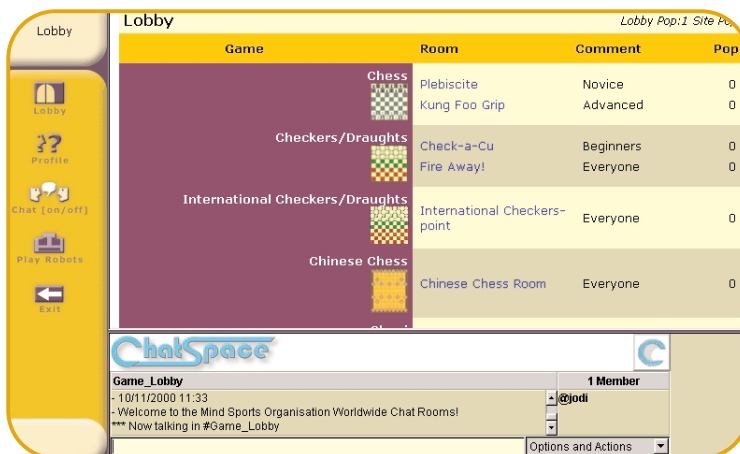 Lobby
Lobby
Profile
Chat [on/off]
Play Robots
Exit
Lobby
Lobby Pop:1 Site
Game Room Comment Pop
Chess
Plebiscite Novice 0
Kung Foo Grip Advanced 0
Checkers/Draughts
Check-a-Cu Beginners 0
Fire Away! Everyone 0
International Checkers/Draughts
International Checkers-
point Everyone 0
Chinese Chess
Chinese Chess Room Everyone 0
ChatSpace
Game_Lobby 1 Member
- 10/11/2000 11:33 @jodi
- Welcome to the Mind Sports Organisation Worldwide Chat Rooms!
*** Now talking in #Game_Lobby
Options and Actions